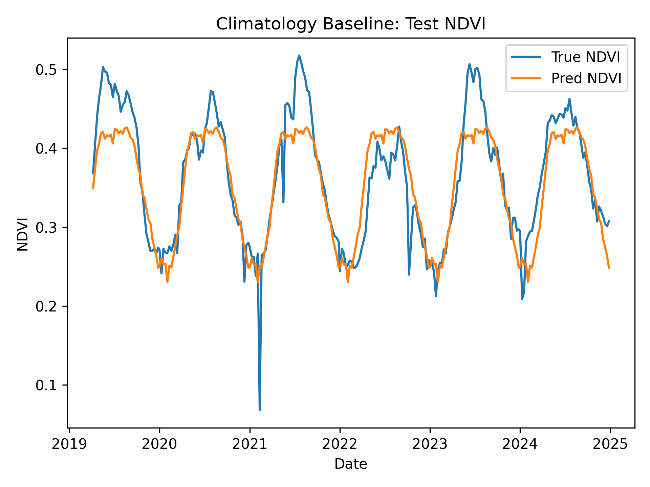 Climatology Baseline: Test NDVI
True NDVI
Pred NDVI
NDVI
0.5
0.4
0.3
0.2
0.1
2019 2020 2021 2022 2023 2024 2025
Date